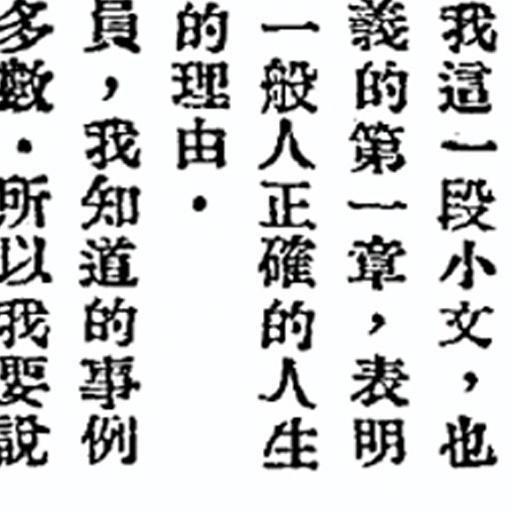 我這一段小文，也
義的第一章，表明
一般人正確的人生
的理由．
員，我知道的事例
多數．所以我要說